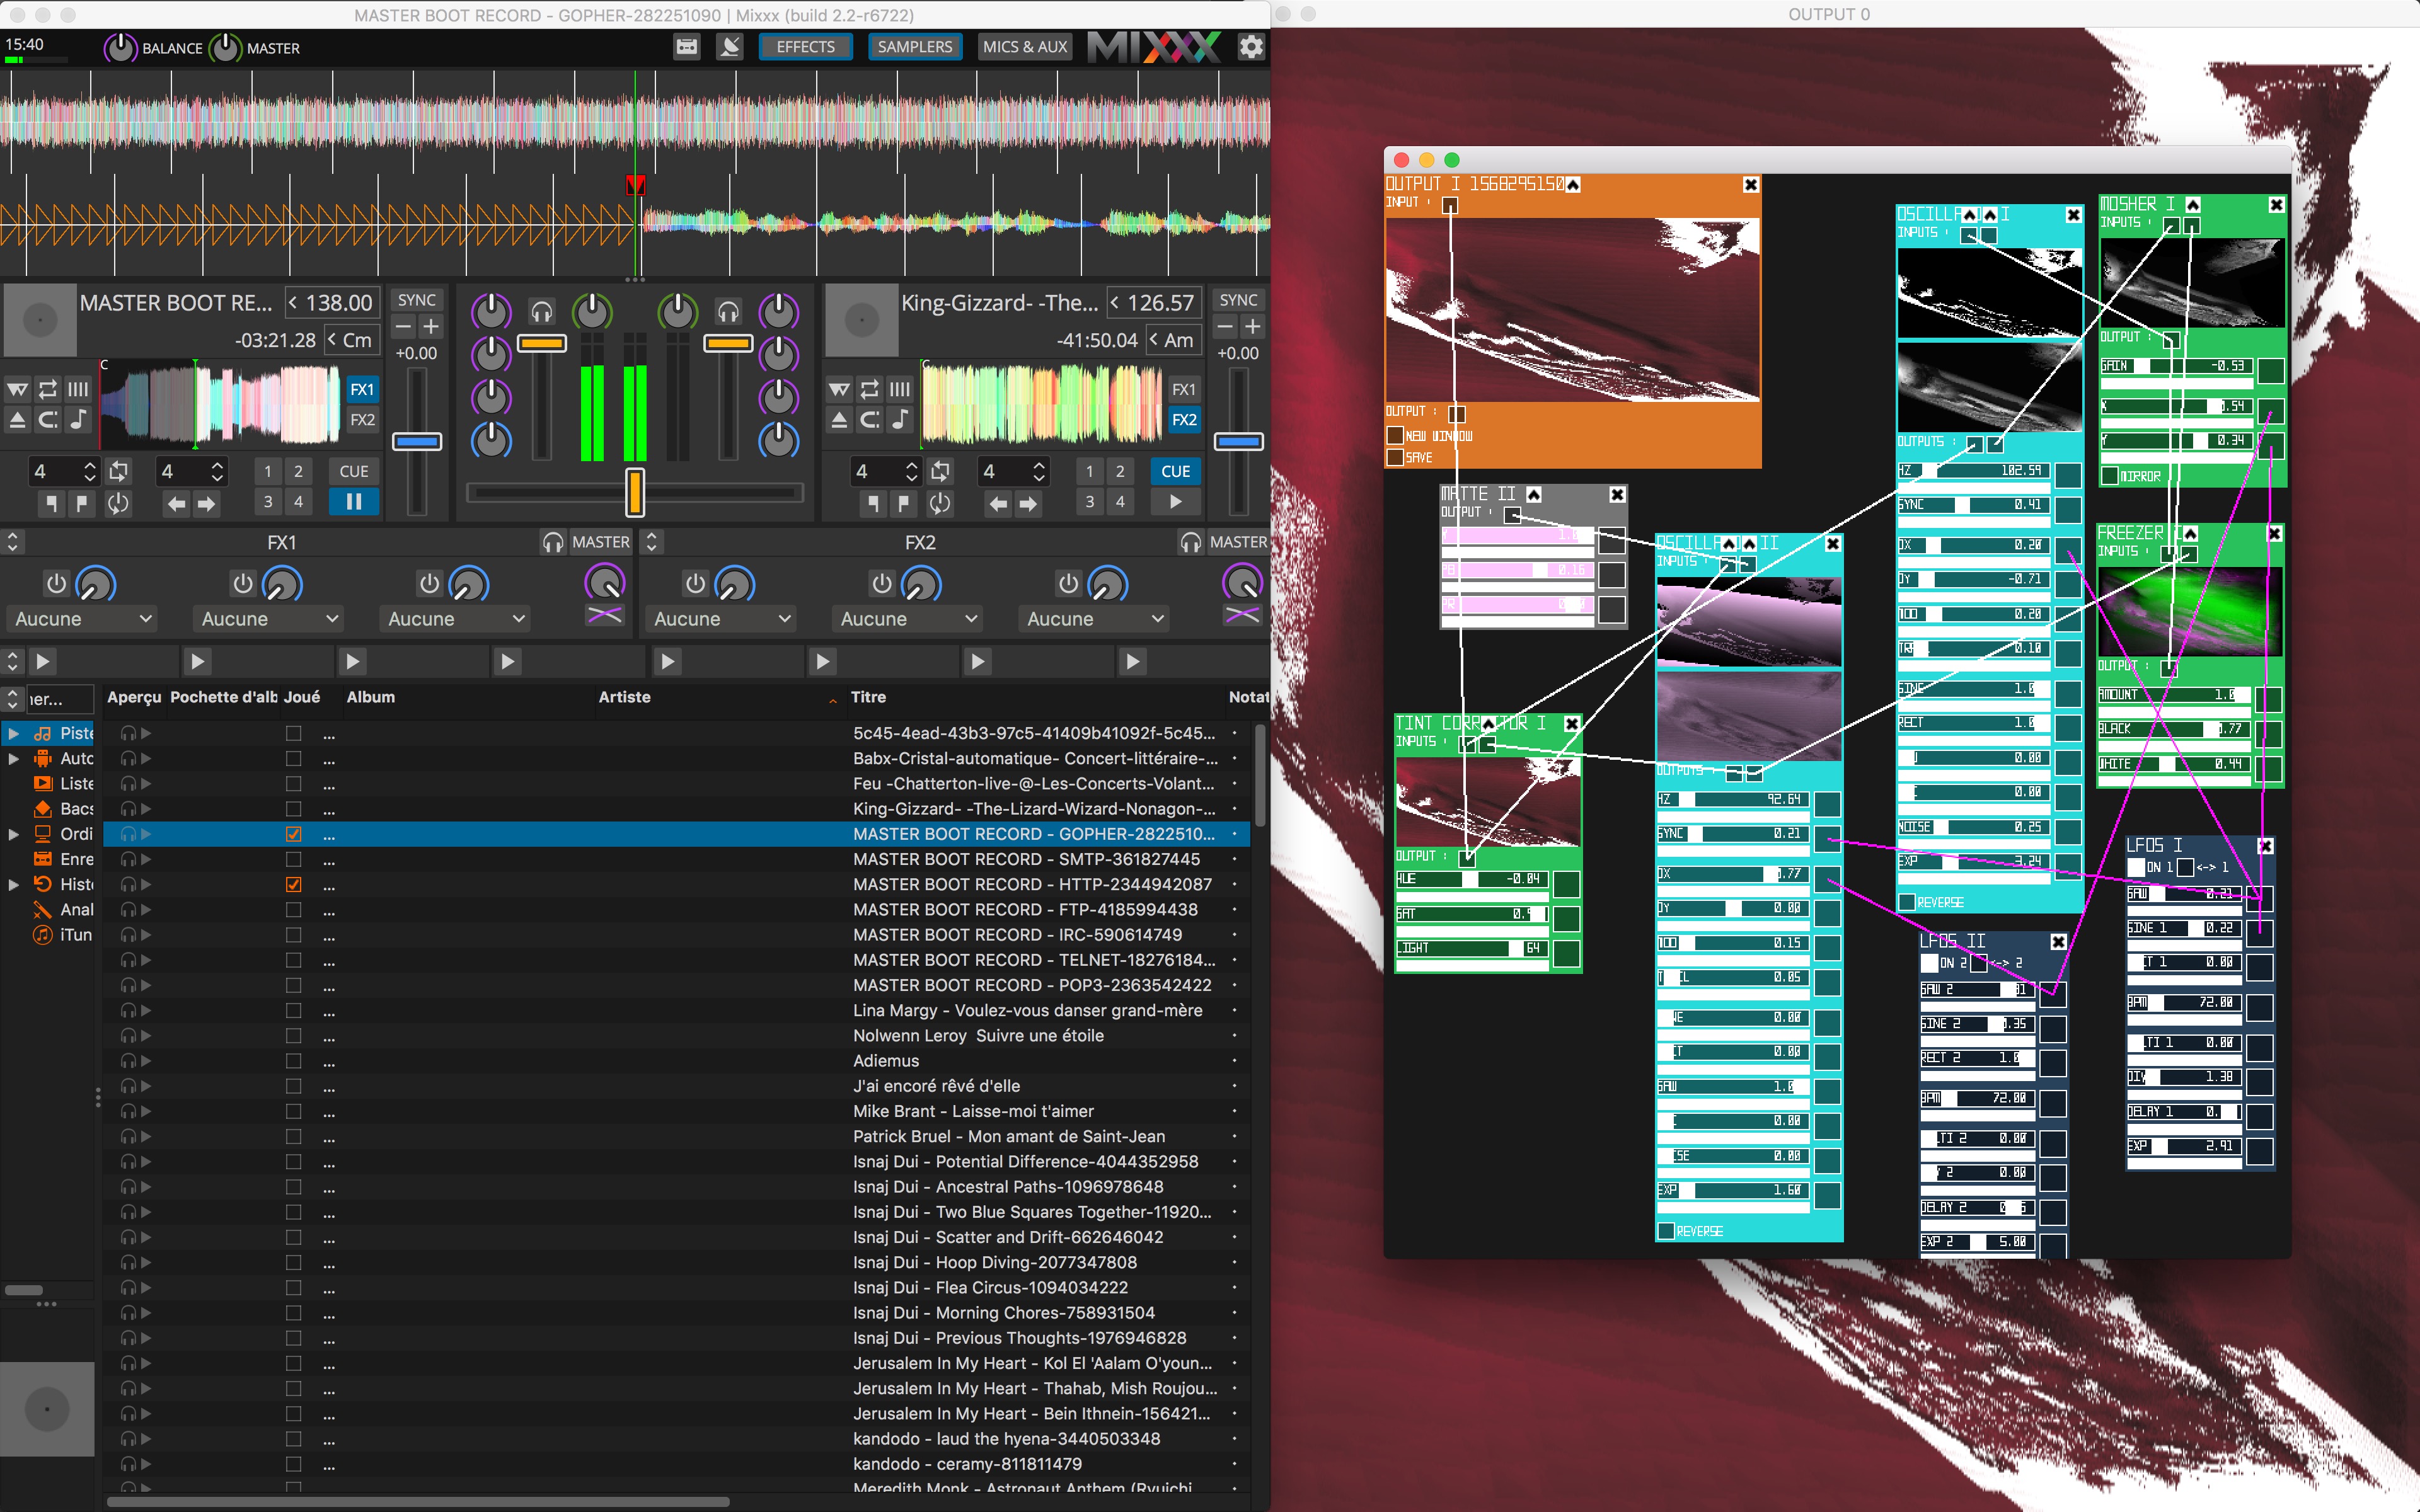 MASTER BOOT RECORD - GOPHER-282251090 | Mixxx (build 2.2-r6722)
15:40
BALANCE
MASTER
EFFECTS
SAMPLERS
MICS & AUX
MIXXX
MASTER BOOT RE...
138.00
-03:21.28
Cm
SYNC
+0.00
C
FX1
FX2
4
4
1 2
3 4
CUE
King-Gizzard- -The...
126.57
-41:50.04
Am
SYNC
+0.00
FX1
FX2
4
4
1 2
3 4
CUE
FX1
MASTER
FX2
MASTER
Aucune
Aucune
Aucune
Aucune
Aucune
Aucune
ıer...
Piste
Auto
Liste
Bacs
Ordi
Enre
Hist
Anal
iTun
Aperçu Pochette d'alb Joué Album Artiste Titre Notat
... 5c45-4ead-43b3-97c5-41409b41092f-5c45...
... Babx-Cristal-automatique- Concert-littéraire-...
... Feu -Chatterton-live-@-Les-Concerts-Volant...
... King-Gizzard- -The-Lizard-Wizard-Nonagon-...
... MASTER BOOT RECORD - GOPHER-2822510...
... MASTER BOOT RECORD - SMTP-361827445
... MASTER BOOT RECORD - HTTP-2344942087
... MASTER BOOT RECORD - FTP-4185994438
... MASTER BOOT RECORD - IRC-590614749
... MASTER BOOT RECORD - TELNET-18276184...
... MASTER BOOT RECORD - POP3-2363542422
... Lina Margy - Voulez-vous danser grand-mère
... Nolwenn Leroy  Suivre une étoile
... Adiemus
... J'ai encoré rêvé d'elle
... Mike Brant - Laisse-moi t'aimer
... Patrick Bruel - Mon amant de Saint-Jean
... Isnaj Dui - Potential Difference-4044352958
... Isnaj Dui - Ancestral Paths-1096978648
... Isnaj Dui - Two Blue Squares Together-11920...
... Isnaj Dui - Scatter and Drift-662646042
... Isnaj Dui - Hoop Diving-2077347808
... Isnaj Dui - Flea Circus-1094034222
... Isnaj Dui - Morning Chores-758931504
... Isnaj Dui - Previous Thoughts-1976946828
... Jerusalem In My Heart - Kol El 'Aalam O'youn...
... Jerusalem In My Heart - Thahab, Mish Roujou...
... Jerusalem In My Heart - Bein Ithnein-156421...
... kandodo - laud the hyena-3440503348
... kandodo - ceramy-811811479
Meredith Monk - Astronaut Anthem (Ryuichi
OUTPUT 0
OUTPUT I 1568295150
INPUT :
OUTPUT :
NEW WINDOW
SAVE
MATTE II
OUTPUT :
Y
PB 0.16
PR
TINT CORR TOR I
INPUTS :
OUTPUT :
HUE -0.04
SAT
LIGHT 64
OSCILLA II
INPUTS :
OUTPUTS
HZ 92.64
SYNC 0.21
DX .77
DY 0.00
MOD 0.15
0.05
0.00
0.00
SAW 1.0
0.00
0.00
EXP 1.60
REVERSE
OSCILLA I
INPUTS :
OUTPUTS :
HZ 102.59
SYNC 0.41
DX 0.20
DY -0.71
MOD 0.20
0.10
SINE 1.0
RECT 1.0
0.00
0.00
NOISE 0.25
EXP 3.24
REVERSE
MOSHER I
INPUTS :
OUTPUT :
GAIN -0.53
X .54
Y 0.34
MIRROR
FREEZER I
INPUTS :
OUTPUT :
AMOUNT 1.0
BLACK .77
WHITE 0.44
LFOS I
ON 1 <-> 1
SAW 0.21
SINE 1 0.22
CT 1 0.00
BPM 72.00
LTI 1 0.00
DIV 1.38
DELAY 1 0.
EXP 2.91
LFOS II
ON 2 <-> 2
SAW 2
SINE 2 .35
RECT 2 1.0
BPM 72.00
LTI 2 0.00
2 0.00
DELAY 2
EXP 2 5.00